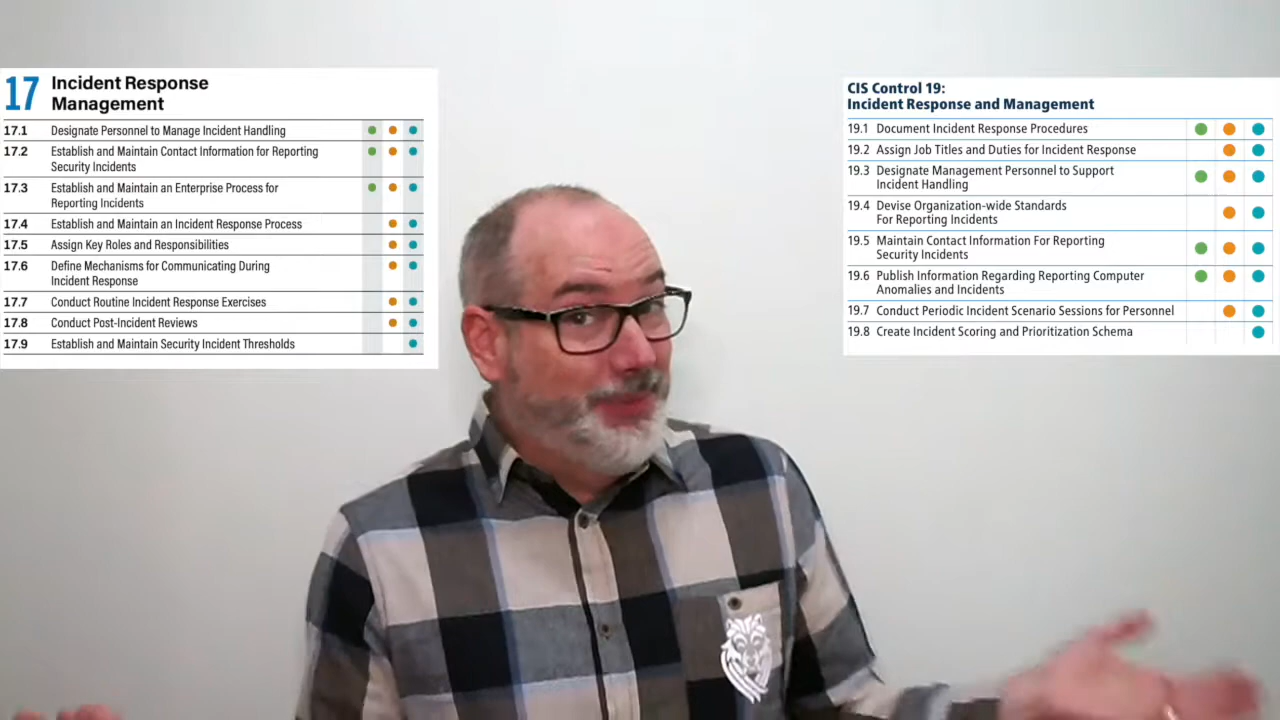 17 Incident Response
Management
17.1 Designate Personnel to Manage Incident Handling
17.2 Establish and Maintain Contact Information for Reporting
Security Incidents
17.3 Establish and Maintain an Enterprise Process for
Reporting Incidents
17.4 Establish and Maintain an Incident Response Process
17.5 Assign Key Roles and Responsibilities
17.6 Define Mechanisms for Communicating During
Incident Response
17.7 Conduct Routine Incident Response Exercises
17.8 Conduct Post-Incident Reviews
17.9 Establish and Maintain Security Incident Thresholds
CIS Control 19:
Incident Response and Management
19.1 Document Incident Response Procedures
19.2 Assign Job Titles and Duties for Incident Response
19.3 Designate Management Personnel to Support
Incident Handling
19.4 Devise Organization-wide Standards
For Reporting Incidents
19.5 Maintain Contact Information For Reporting
Security Incidents
19.6 Publish Information Regarding Reporting Computer
Anomalies and Incidents
19.7 Conduct Periodic Incident Scenario Sessions for Personnel
19.8 Create Incident Scoring and Prioritization Schema